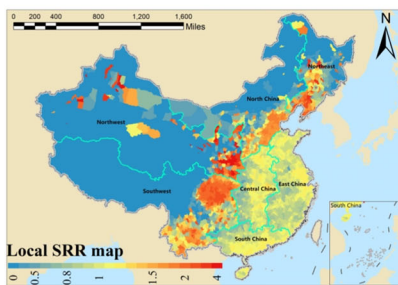 0 400 800 1,200 1,600
Miles
N
Northeast
North China
Northwest
Southwest
Central China
East China
South China
South China
Local SRR map
0 0.5 0.8 1 1.5 2 4